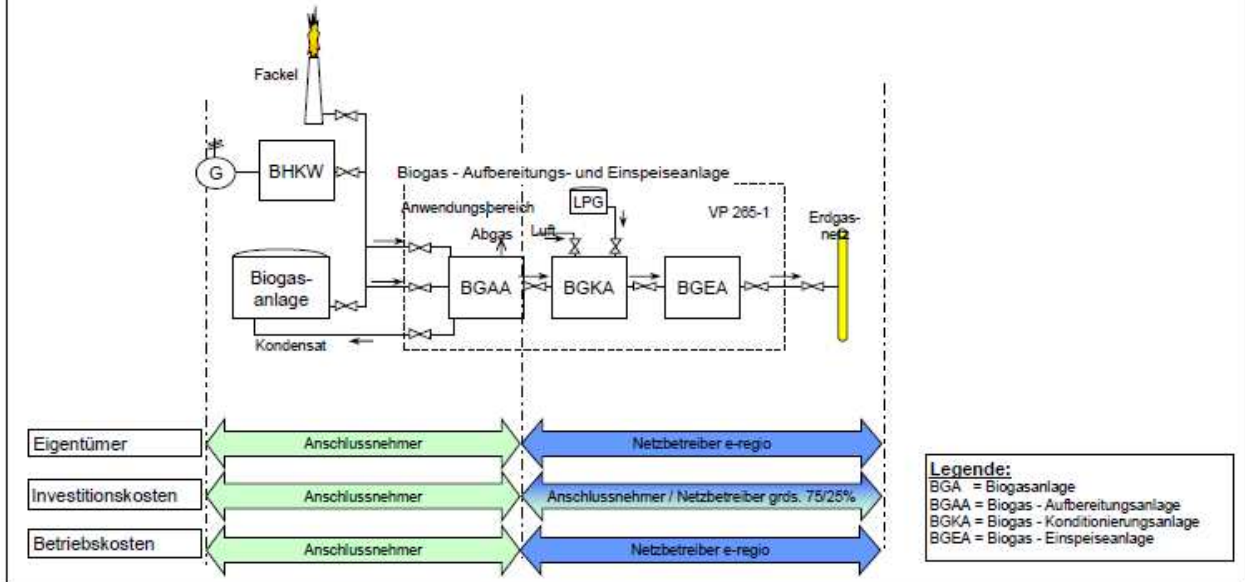 Fackel
G
BHKW
Biogas - Aufbereitungs- und Einspeiseanlage
LPG
VP 265-1
Anwendungsbereich
Erdgas-
netz
Abgas
Luft
Biogas-
anlage
BGAA
BGKA
BGEA
Kondensat
Eigentümer
Anschlussnehmer
Netzbetreiber e-regio
Investitionskosten
Anschlussnehmer
Anschlussnehmer / Netzbetreiber grds. 75/25%
Betriebskosten
Anschlussnehmer
Netzbetreiber e-regio
Legende:
BGA = Biogasanlage
BGAA = Biogas - Aufbereitungsanlage
BGKA = Biogas - Konditionierungsanlage
BGEA = Biogas - Einspeiseanlage